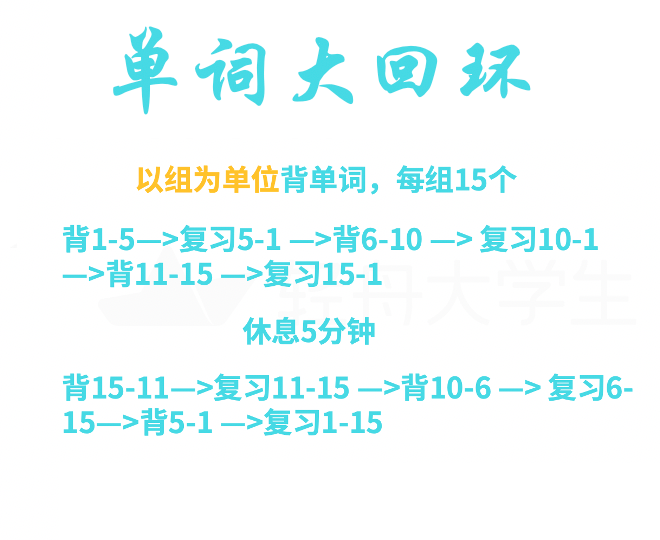 单词大回环
以组为单位背单词，每组15个
背1-5—>复习5-1 —>背6-10 —> 复习10-1
—>背11-15 —>复习15-1
休息5分钟
背15-11—>复习11-15 —>背10-6 —> 复习6-
15—>背5-1 —>复习1-15